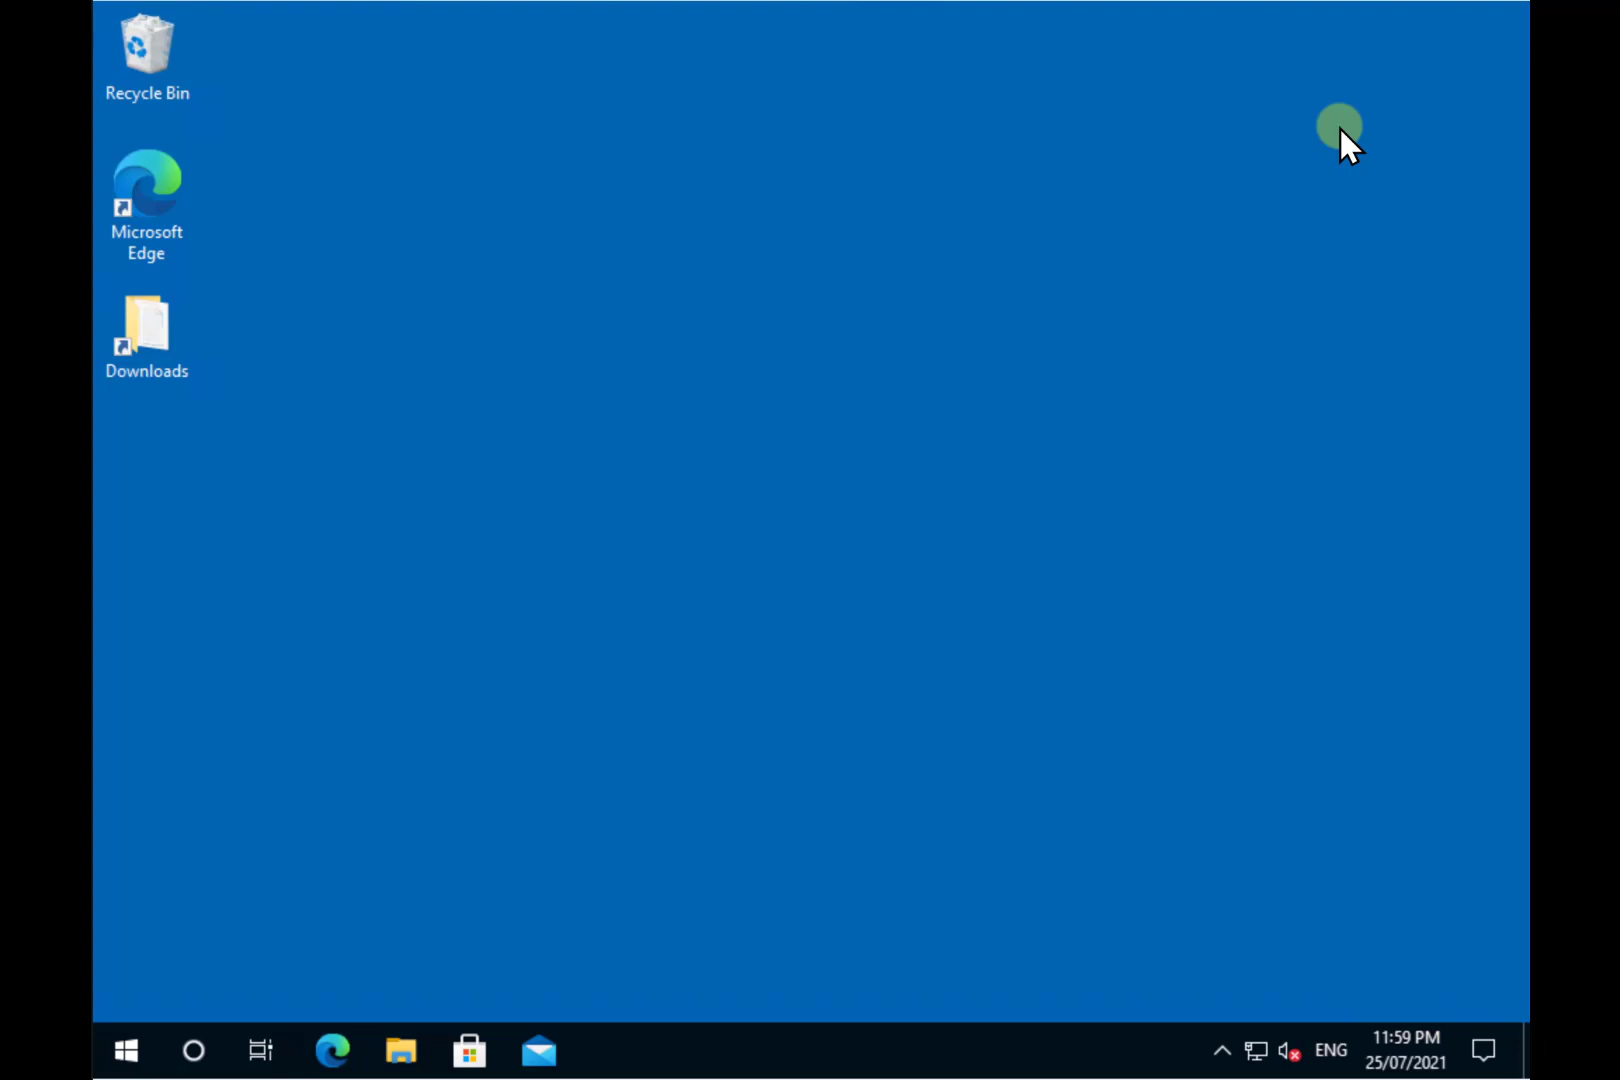 Recycle Bin
Microsoft
Edge
Downloads
ENG
11:59 PM
25/07/2021